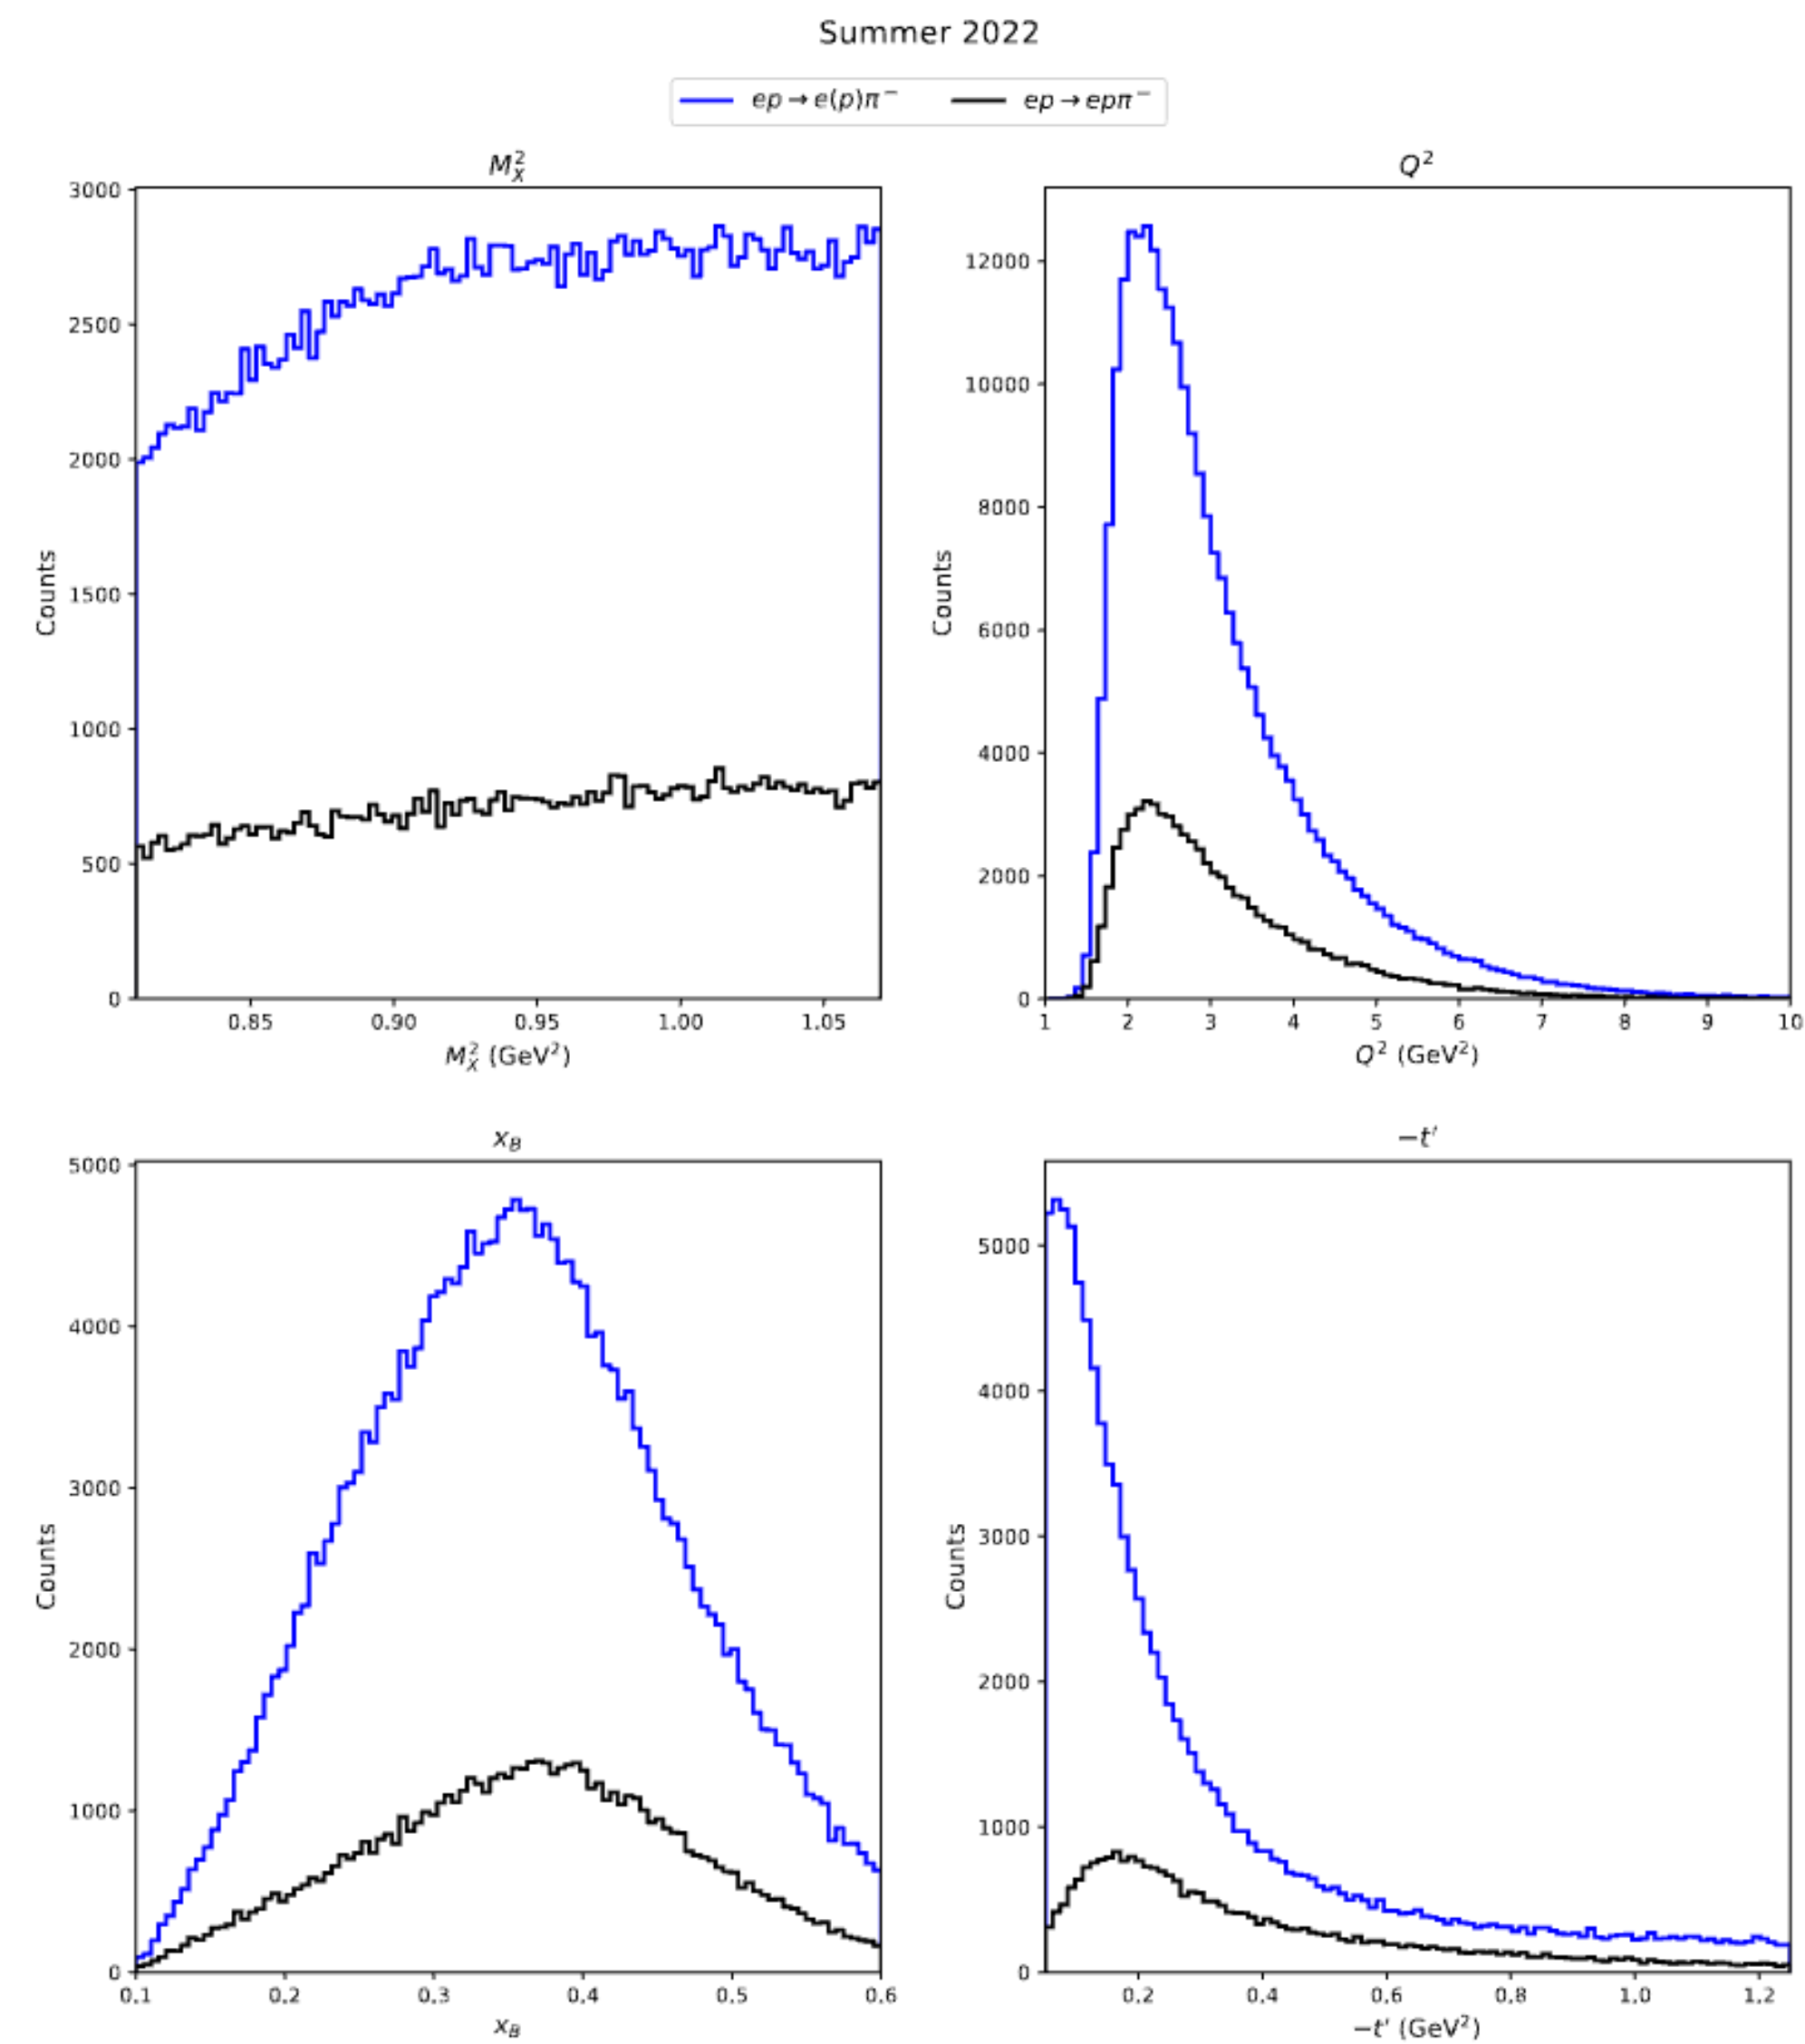 Summer 2022
ep → e(p)π⁻ ep → epπ⁻
M²_X
3000
2500
2000
1500
1000
500
0
Counts
0.85 0.90 0.95 1.00 1.05
M²_X (GeV²)
Q²
12000
10000
8000
6000
4000
2000
0
Counts
1 2 3 4 5 6 7 8 9 10
Q² (GeV²)
x_B
5000
4000
3000
2000
1000
0
Counts
0.1 0.2 0.3 0.4 0.5 0.6
x_B
−t′
5000
4000
3000
2000
1000
0
Counts
0.2 0.4 0.6 0.8 1.0 1.2
−t′ (GeV²)